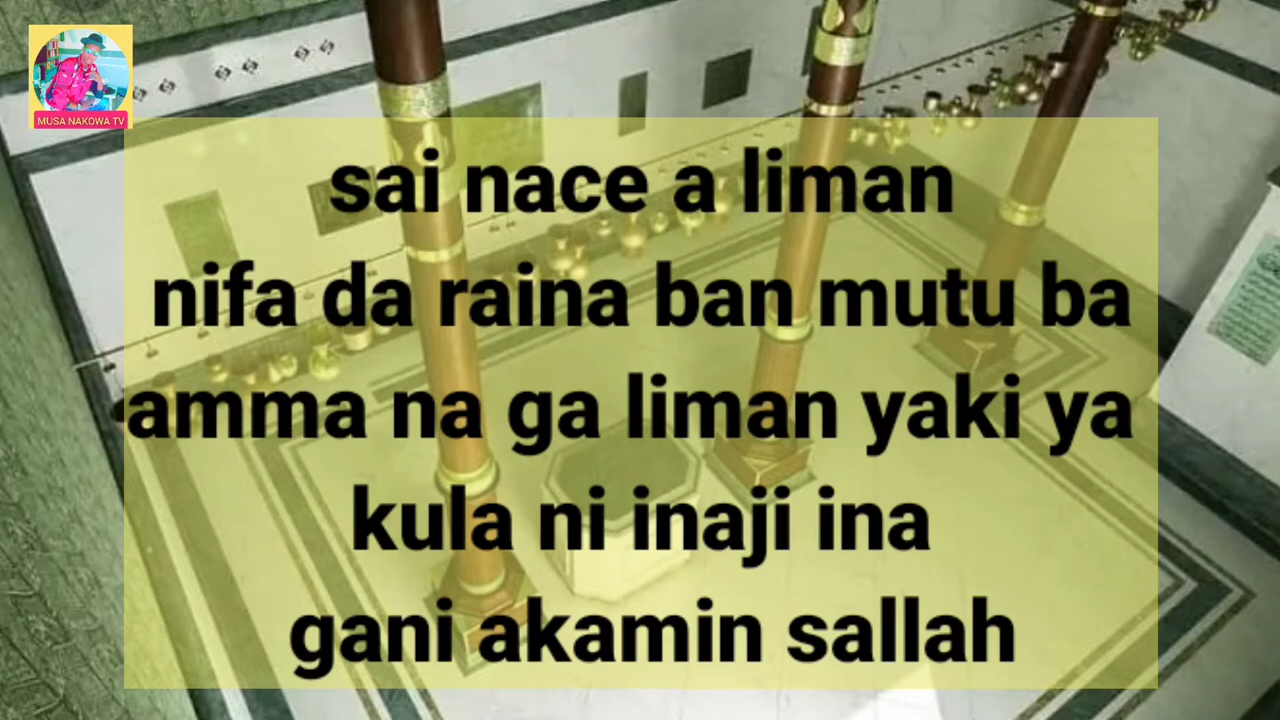 MUSA NAKOWA TV
sai nace a liman
nifa da raina ban mutu ba
amma na ga liman yaki ya
kula ni inaji ina
gani akamin sallah